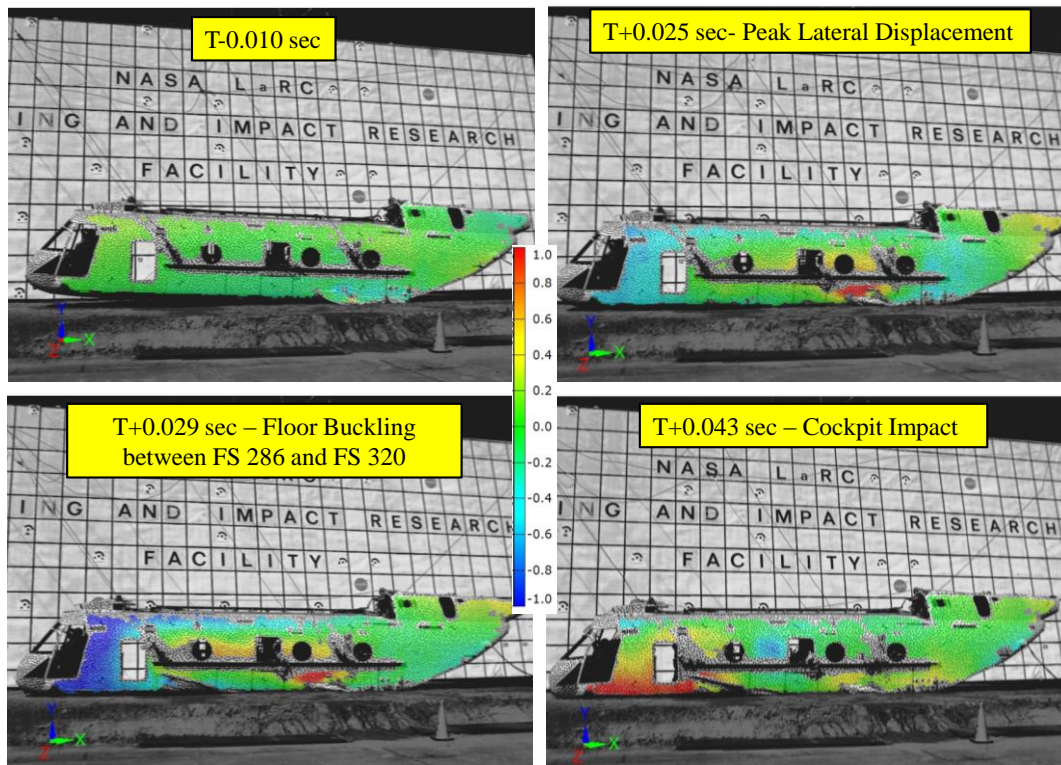 T-0.010 sec
NASA LaRC
ING AND IMPACT RESEARCH
FACILITY
Y
X
Z
T+0.025 sec- Peak Lateral Displacement
NASA LaRC
ING AND IMPACT RESEARCH
FACILITY
Y
X
Z
1.0
0.8
0.6
0.4
0.2
0.0
-0.2
-0.4
-0.6
-0.8
-1.0
T+0.029 sec – Floor Buckling
between FS 286 and FS 320
ING AND IMPACT RESEARCH
FACILITY
Y
X
Z
T+0.043 sec – Cockpit Impact
NASA LaRC
ING AND IMPACT RESEARCH
FACILITY
Y
X
Z